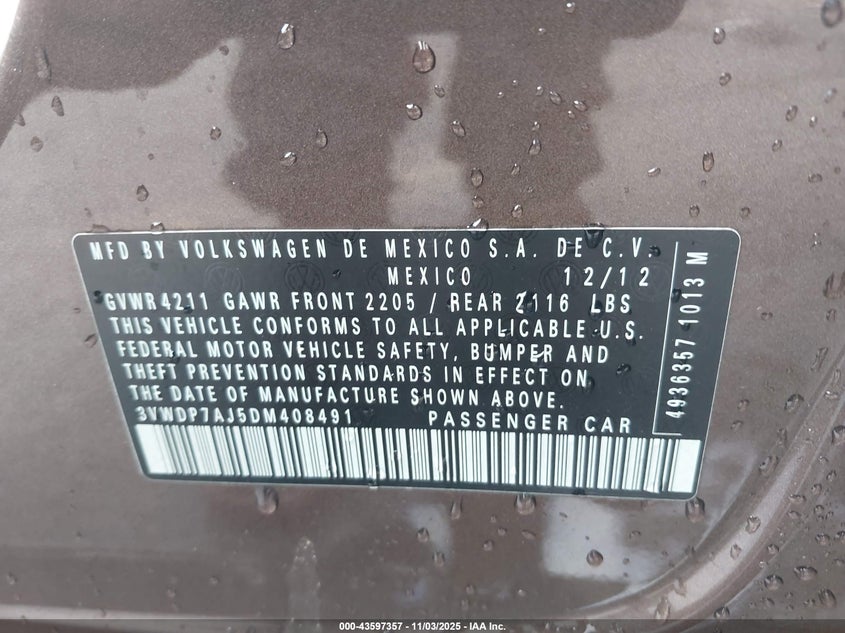 MFD BY VOLKSWAGEN DE MEXICO S.A. DE C.V.
MEXICO 12/12
GVWR4211 GAWR FRONT 2205 / REAR 2116 LBS
THIS VEHICLE CONFORMS TO ALL APPLICABLE U.S.
FEDERAL MOTOR VEHICLE SAFETY, BUMPER AND
THEFT PREVENTION STANDARDS IN EFFECT ON
THE DATE OF MANUFACTURE SHOWN ABOVE.
3VWDP7AJ5DM408491 PASSENGER CAR
4936357 1013 M
000-43597357 - 11/03/2025 - IAA Inc.